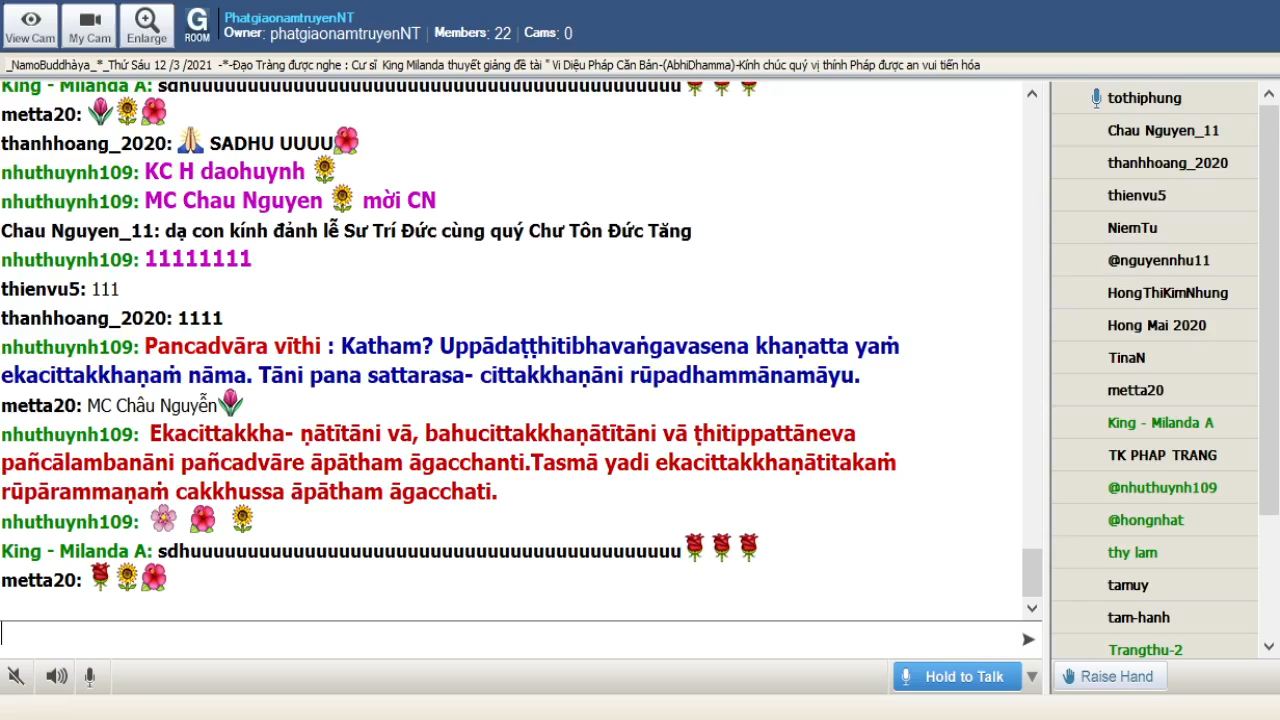 View Cam
My Cam
Enlarge
G
ROOM
PhatgiaonamtruyenNT
Owner: phatgiaonamtruyenNT | Members: 22 | Cams: 0
_NamoBuddhàya_*_Thứ Sáu 12 /3 /2021 -*-Đạo Tràng được nghe : Cư sĩ King Milanda thuyết giảng đề tài " Vi Diệu Pháp Căn Bản-(AbhiDhamma)-Kính chúc quý vị thính Pháp được an vui tiến hóa
King - Milanda A: sdhuuuuuuuuuuuuuuuuuuuuuuuuuuuuuuuuuuuuuuuuuuu
metta20:
thanhhoang_2020: SADHU UUUU
nhuthuynh109: KC H daohuynh
nhuthuynh109: MC Chau Nguyen mời CN
Chau Nguyen_11: dạ con kính đảnh lễ Sư Trí Đức cùng quý Chư Tôn Đức Tăng
nhuthuynh109: 11111111
thienvu5: 111
thanhhoang_2020: 1111
nhuthuynh109: Pancadvāra vīthi : Katham? Uppādaṭṭhitibhavaṅgavasena khaṇatta yaṁ
ekacittakkhaṇaṁ nāma. Tāni pana sattarasa- cittakkhaṇāni rūpadhammānamāyu.
metta20: MC Châu Nguyễn
nhuthuynh109: Ekacittakkha- ṇātītāni vā, bahucittakkhaṇātītāni vā ṭhitippattāneva
pañcālambanāni pañcadvāre āpātham āgacchanti.Tasmā yadi ekacittakkhaṇātitakaṁ
rūpārammaṇaṁ cakkhussa āpātham āgacchati.
nhuthuynh109:
King - Milanda A: sdhuuuuuuuuuuuuuuuuuuuuuuuuuuuuuuuuuuuuuuuuuuu
metta20:
Hold to Talk
tothiphung
Chau Nguyen_11
thanhhoang_2020
thienvu5
NiemTu
@nguyennhu11
HongThiKimNhung
Hong Mai 2020
TinaN
metta20
King - Milanda A
TK PHAP TRANG
@nhuthuynh109
@hongnhat
thy lam
tamuy
tam-hanh
Trangthu-2
Raise Hand